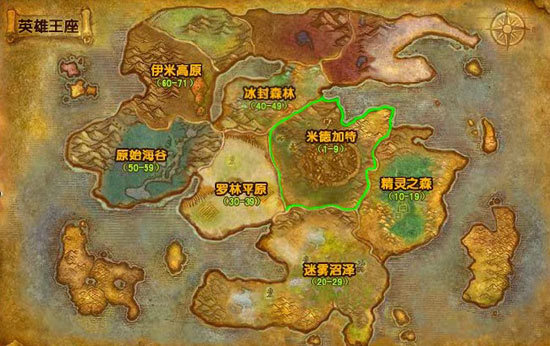 英雄王座
伊米高原
(60-71)
冰封森林
(40-49)
米德加特
(1-9)
原始海谷
(50-59)
罗林平原
(30-39)
精灵之森
(10-19)
迷雾沼泽
(20-29)